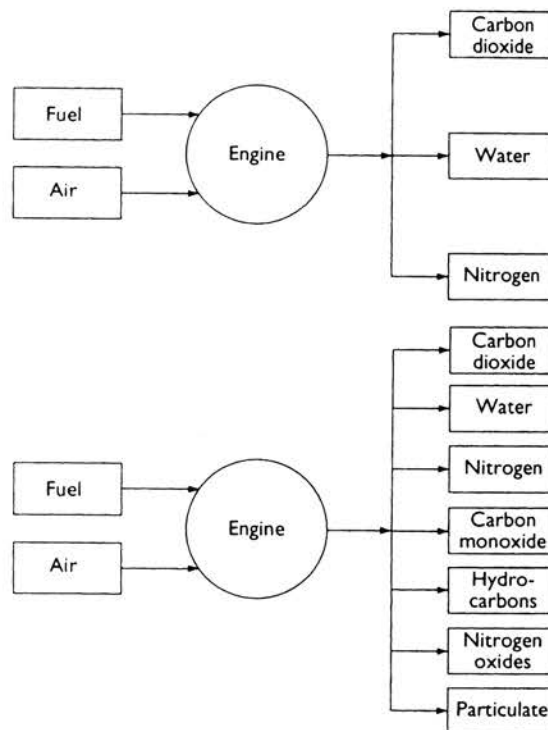 Carbon
dioxide
Fuel
Engine
Water
Air
Nitrogen
Carbon
dioxide
Water
Nitrogen
Fuel
Engine
Carbon
monoxide
Air
Hydro-
carbons
Nitrogen
oxides
Particulate